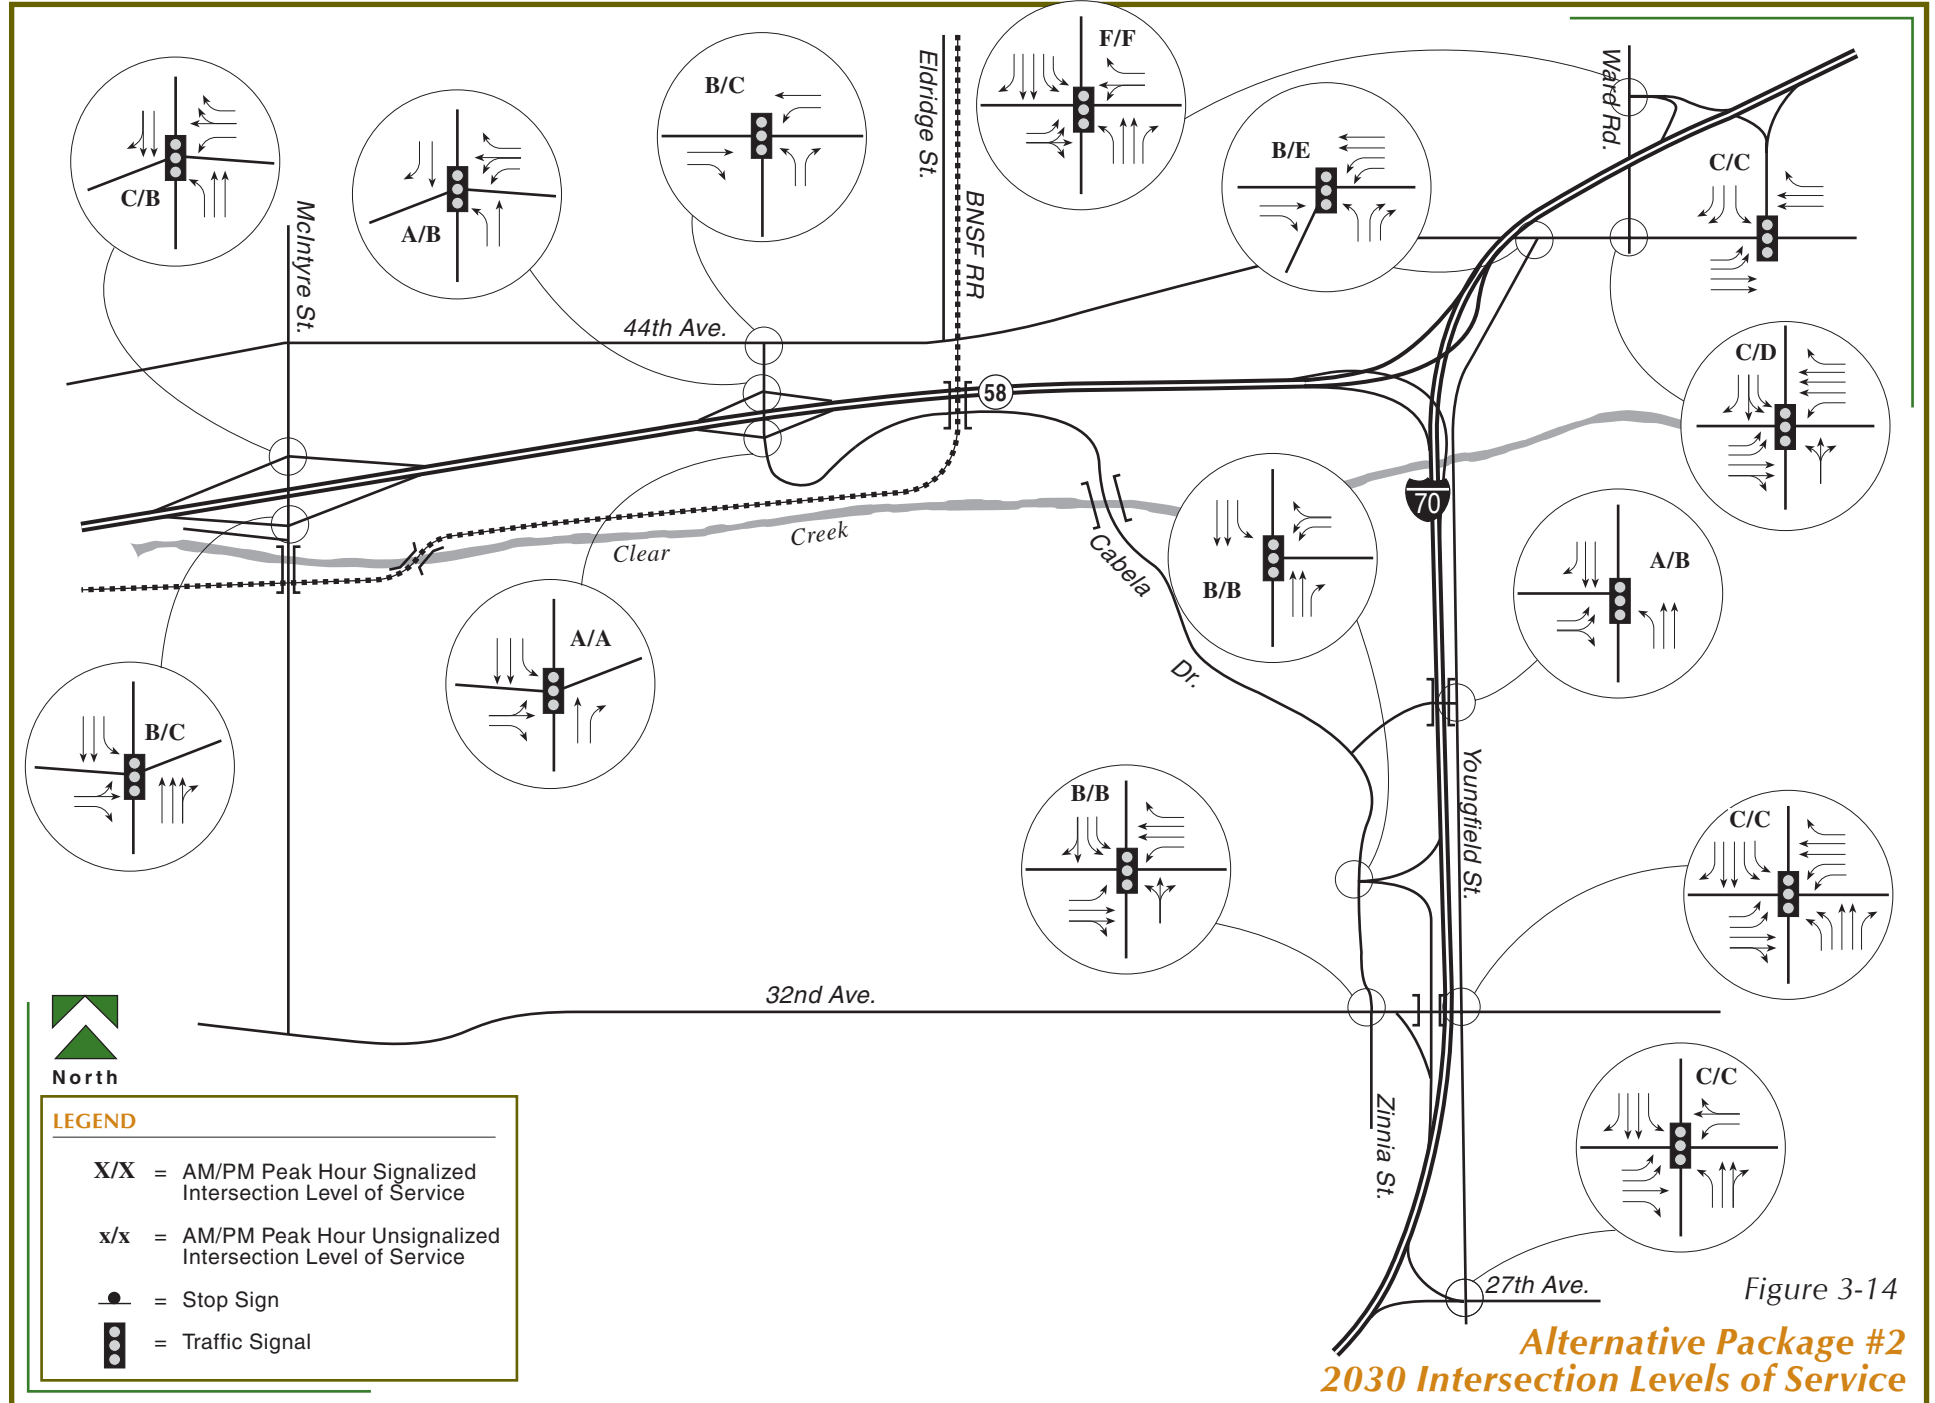 F/F
B/C
C/B
A/B
B/E
C/C
C/D
Eldridge St.
BNSF RR
Ward Rd.
McIntyre St.
44th Ave.
58
70
Clear
Creek
Cabela
Dr.
B/B
A/B
A/A
B/C
B/B
C/C
Youngfield St.
32nd Ave.
Zinnia St.
C/C
27th Ave.
North
LEGEND
X/X = AM/PM Peak Hour Signalized
Intersection Level of Service
x/x = AM/PM Peak Hour Unsignalized
Intersection Level of Service
= Stop Sign
= Traffic Signal
Figure 3-14
Alternative Package #2
2030 Intersection Levels of Service